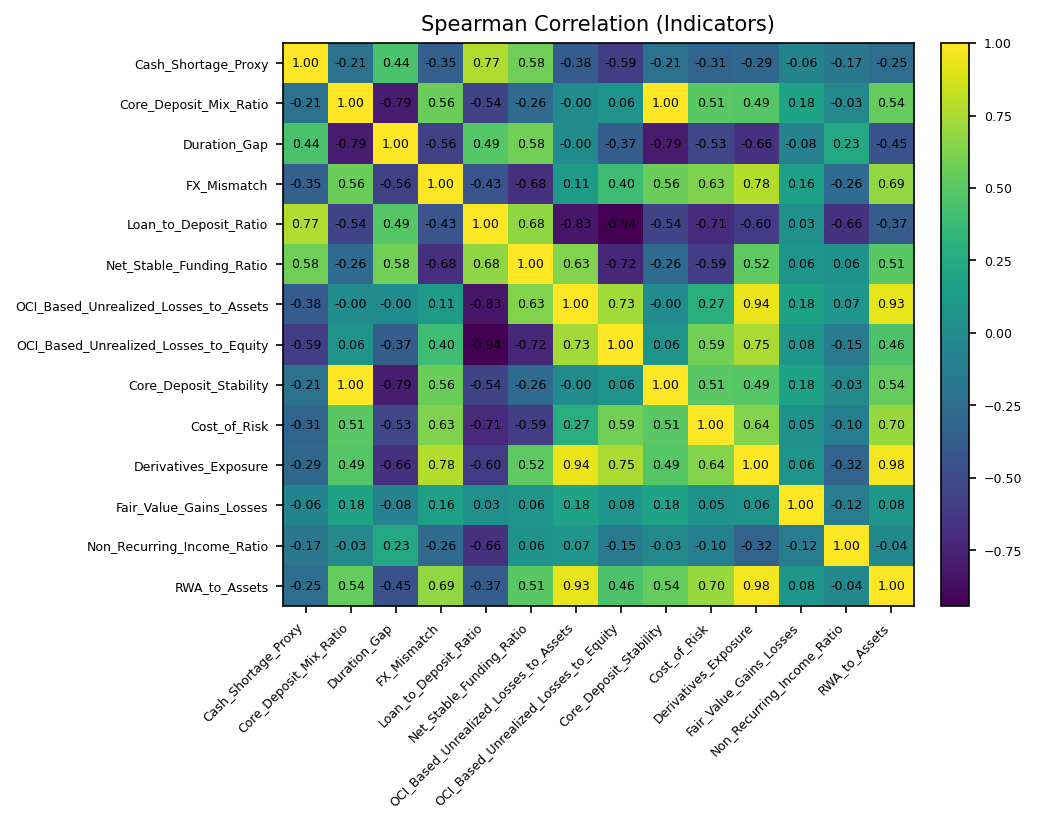 Spearman Correlation (Indicators)
Cash_Shortage_Proxy 1.00 -0.21 0.44 -0.35 0.77 0.58 -0.38 -0.59 -0.21 -0.31 -0.29 -0.06 -0.17 -0.25
Core_Deposit_Mix_Ratio -0.21 1.00 -0.79 0.56 -0.54 -0.26 -0.00 0.06 1.00 0.51 0.49 0.18 -0.03 0.54
Duration_Gap 0.44 -0.79 1.00 -0.56 0.49 0.58 -0.00 -0.37 -0.79 -0.53 -0.66 -0.08 0.23 -0.45
FX_Mismatch -0.35 0.56 -0.56 1.00 -0.43 -0.68 0.11 0.40 0.56 0.63 0.78 0.16 -0.26 0.69
Loan_to_Deposit_Ratio 0.77 -0.54 0.49 -0.43 1.00 0.68 -0.83 -0.94 -0.54 -0.71 -0.60 0.03 -0.66 -0.37
Net_Stable_Funding_Ratio 0.58 -0.26 0.58 -0.68 0.68 1.00 0.63 -0.72 -0.26 -0.59 0.52 0.06 0.06 0.51
OCI_Based_Unrealized_Losses_to_Assets -0.38 -0.00 -0.00 0.11 -0.83 0.63 1.00 0.73 -0.00 0.27 0.94 0.18 0.07 0.93
OCI_Based_Unrealized_Losses_to_Equity -0.59 0.06 -0.37 0.40 -0.94 -0.72 0.73 1.00 0.06 0.59 0.75 0.08 -0.15 0.46
Core_Deposit_Stability -0.21 1.00 -0.79 0.56 -0.54 -0.26 -0.00 0.06 1.00 0.51 0.49 0.18 -0.03 0.54
Cost_of_Risk -0.31 0.51 -0.53 0.63 -0.71 -0.59 0.27 0.59 0.51 1.00 0.64 0.05 -0.10 0.70
Derivatives_Exposure -0.29 0.49 -0.66 0.78 -0.60 0.52 0.94 0.75 0.49 0.64 1.00 0.06 -0.32 0.98
Fair_Value_Gains_Losses -0.06 0.18 -0.08 0.16 0.03 0.06 0.18 0.08 0.18 0.05 0.06 1.00 -0.12 0.08
Non_Recurring_Income_Ratio -0.17 -0.03 0.23 -0.26 -0.66 0.06 0.07 -0.15 -0.03 -0.10 -0.32 -0.12 1.00 -0.04
RWA_to_Assets -0.25 0.54 -0.45 0.69 -0.37 0.51 0.93 0.46 0.54 0.70 0.98 0.08 -0.04 1.00
Cash_Shortage_Proxy
Core_Deposit_Mix_Ratio
Duration_Gap
FX_Mismatch
Loan_to_Deposit_Ratio
Net_Stable_Funding_Ratio
OCI_Based_Unrealized_Losses_to_Assets
OCI_Based_Unrealized_Losses_to_Equity
Core_Deposit_Stability
Cost_of_Risk
Derivatives_Exposure
Fair_Value_Gains_Losses
Non_Recurring_Income_Ratio
RWA_to_Assets
1.00
0.75
0.50
0.25
0.00
−0.25
−0.50
−0.75